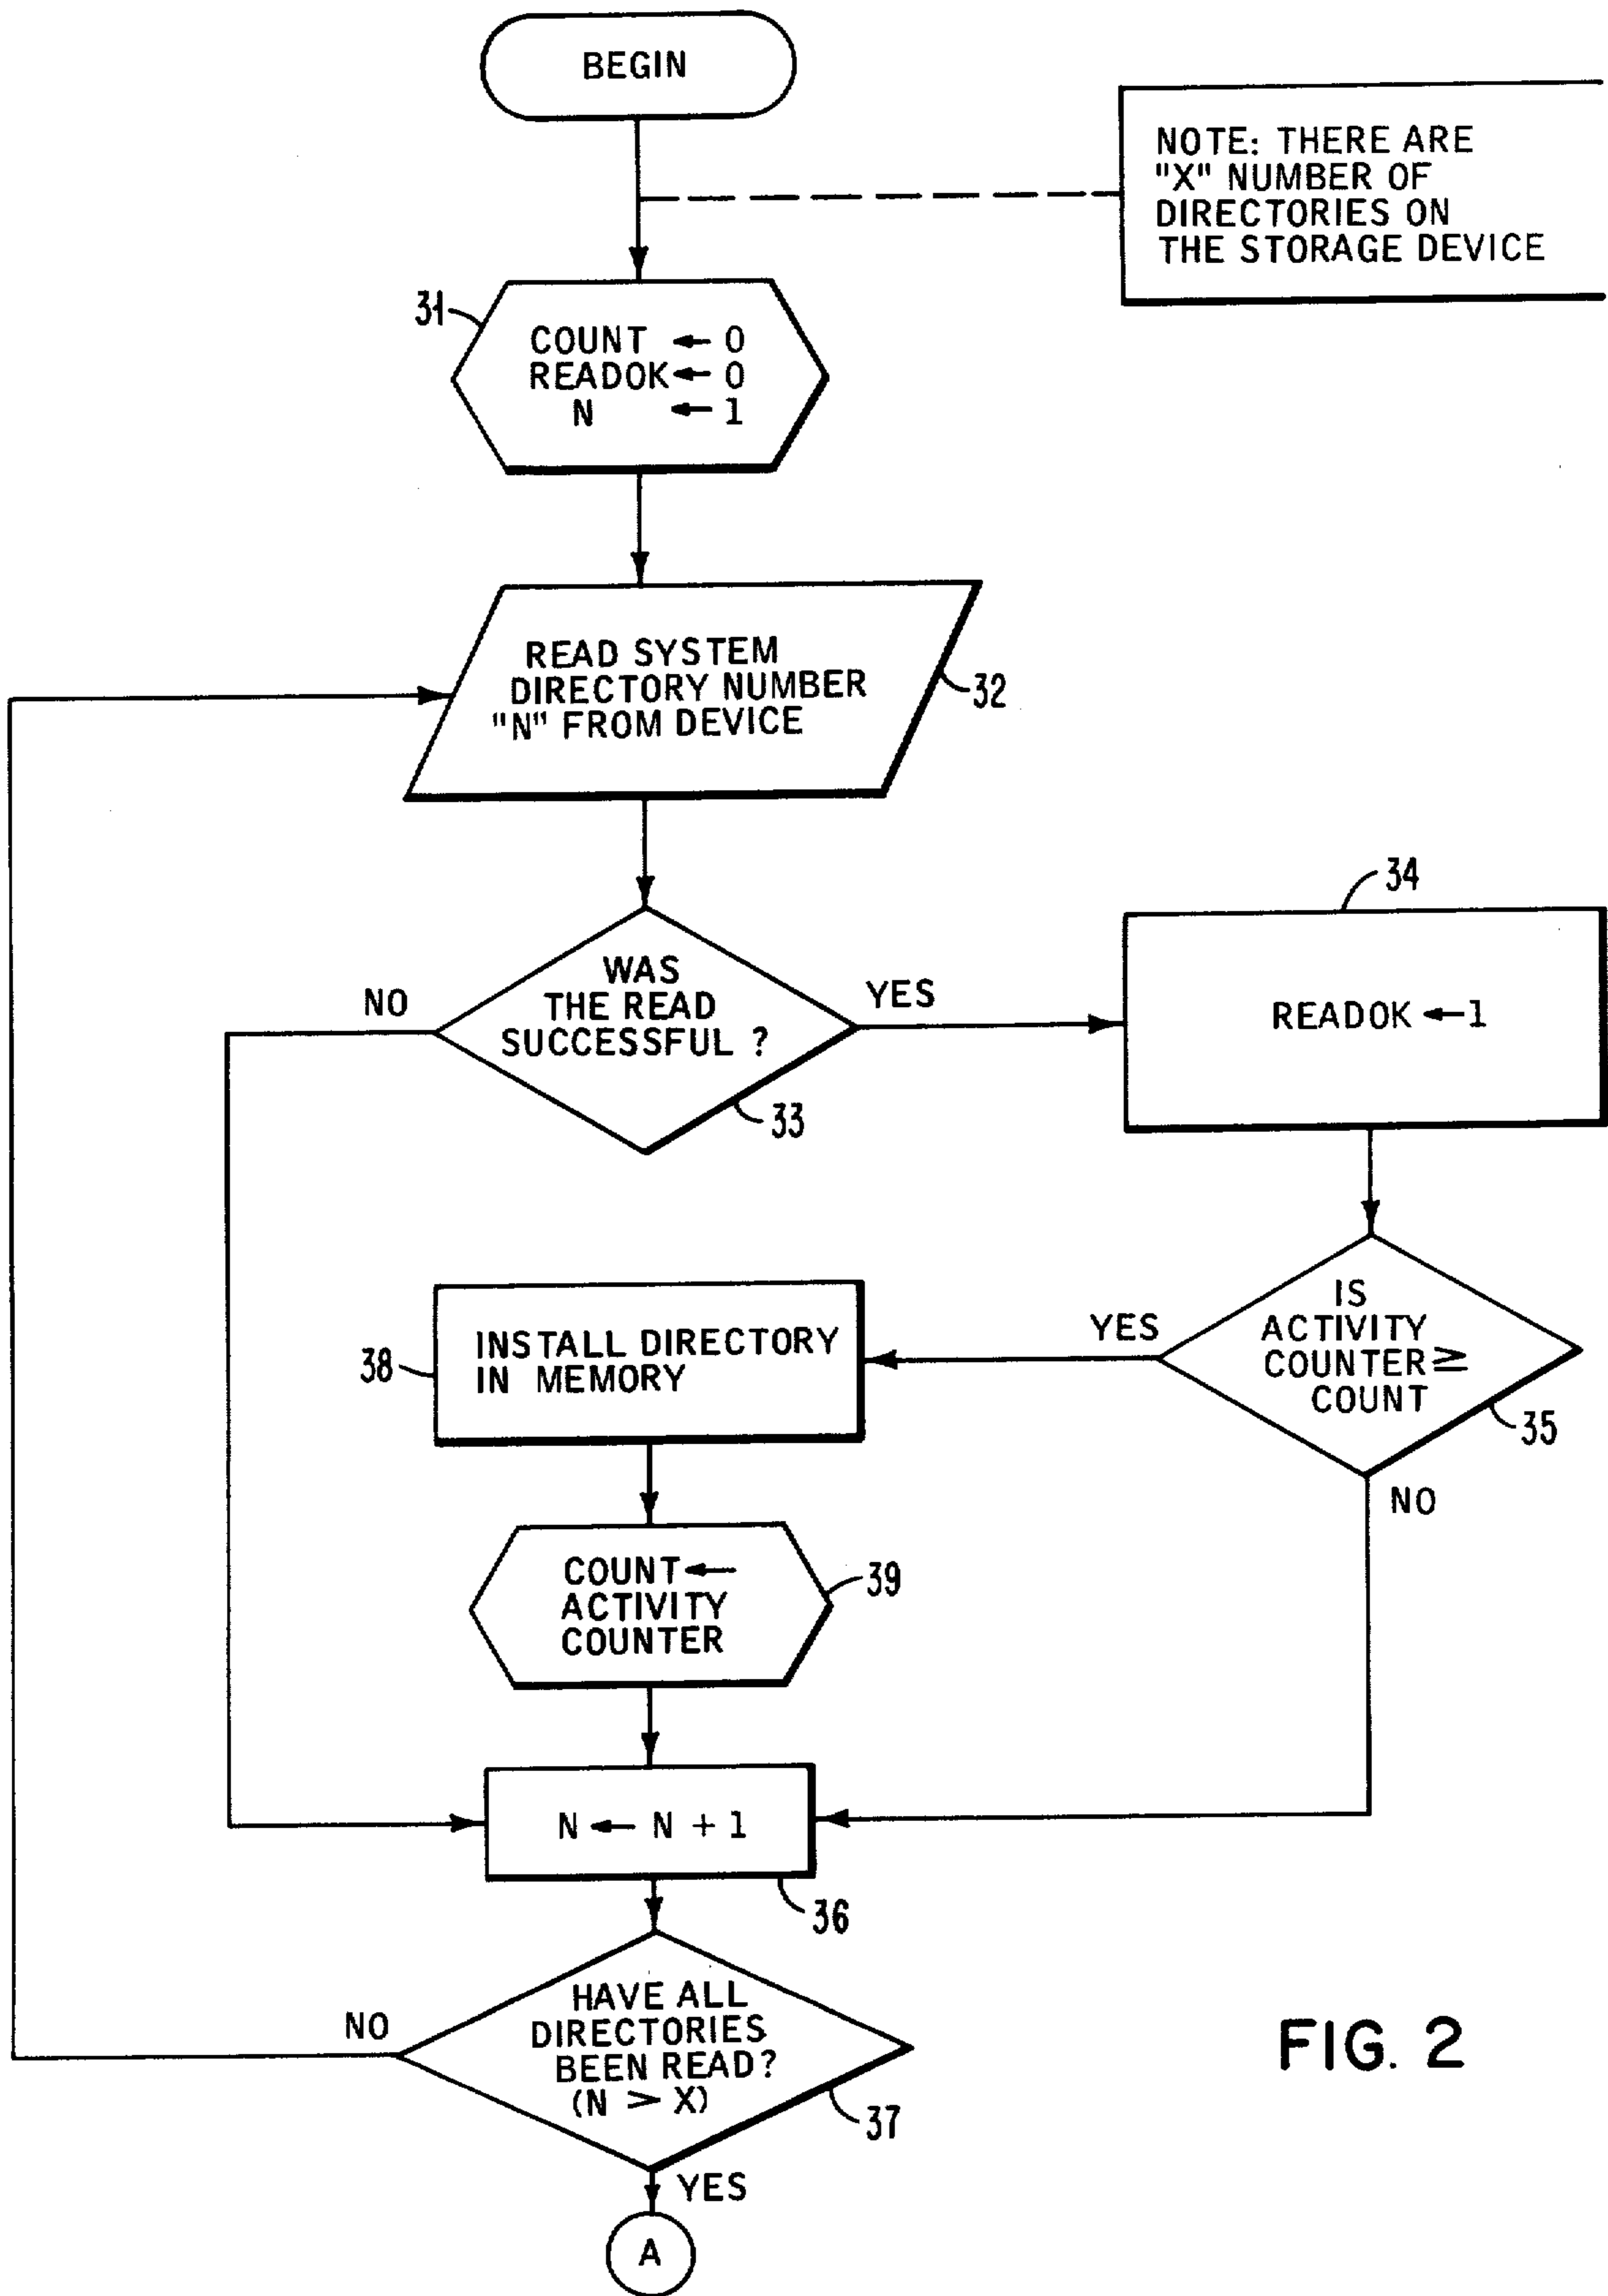 BEGIN
NOTE: THERE ARE
"X" NUMBER OF
DIRECTORIES ON
THE STORAGE DEVICE
31
COUNT ← 0
READOK ← 0
N ← 1
READ SYSTEM
DIRECTORY NUMBER
"N" FROM DEVICE
32
34
WAS
THE READ
SUCCESSFUL ?
NO
YES
33
READOK ← 1
IS
ACTIVITY
COUNTER ≥
COUNT
YES
NO
35
INSTALL DIRECTORY
IN MEMORY
38
COUNT ←
ACTIVITY
COUNTER
39
N ← N + 1
36
HAVE ALL
DIRECTORIES
BEEN READ?
(N > X)
NO
37
YES
A
FIG. 2